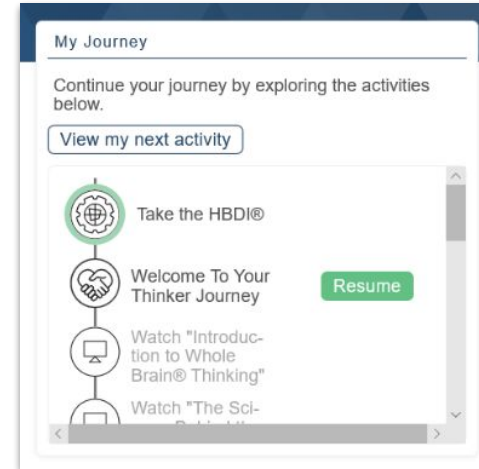 My Journey
Continue your journey by exploring the activities
below.
View my next activity
Take the HBDI®
Welcome To Your
Thinker Journey
Resume
Watch "Introduc-
tion to Whole
Brain® Thinking"
Watch "The Sci-